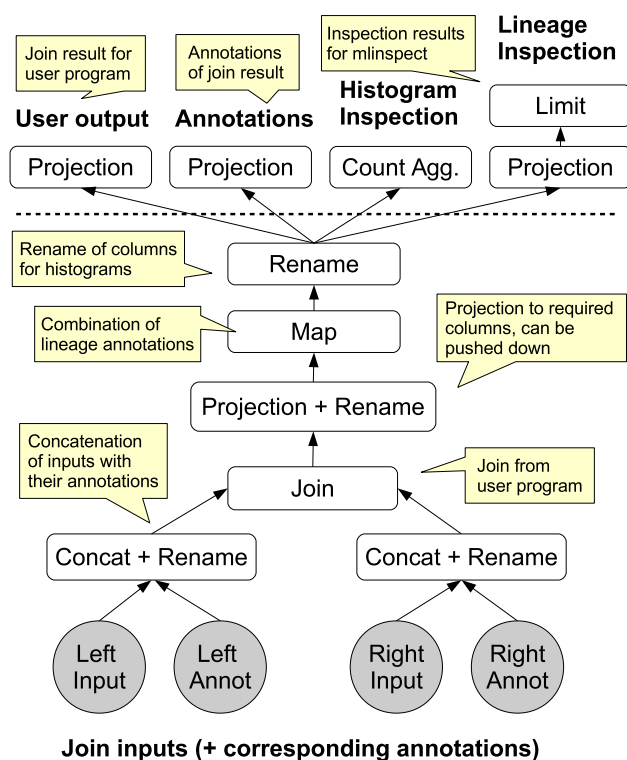 Join result for
user program
Annotations
of join result
Inspection results
for mlinspect
Lineage
Inspection
User output
Annotations
Histogram
Inspection
Limit
Projection
Projection
Count Agg.
Projection
Rename of columns
for histograms
Rename
Combination of
lineage annotations
Map
Projection to required
columns, can be
pushed down
Projection + Rename
Concatenation
of inputs with
their annotations
Join
Join from
user program
Concat + Rename
Concat + Rename
Left
Input
Left
Annot
Right
Input
Right
Annot
Join inputs (+ corresponding annotations)